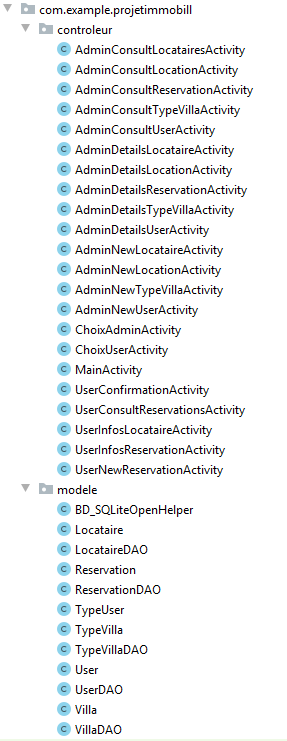 com.example.projetimmobill
controleur
AdminConsultLocatairesActivity
AdminConsultLocationActivity
AdminConsultReservationActivity
AdminConsultTypeVillaActivity
AdminConsultUserActivity
AdminDetailsLocataireActivity
AdminDetailsLocationActivity
AdminDetailsReservationActivity
AdminDetailsTypeVillaActivity
AdminDetailsUserActivity
AdminNewLocataireActivity
AdminNewLocationActivity
AdminNewTypeVillaActivity
AdminNewUserActivity
ChoixAdminActivity
ChoixUserActivity
MainActivity
UserConfirmationActivity
UserConsultReservationsActivity
UserInfosLocataireActivity
UserInfosReservationActivity
UserNewReservationActivity
modele
BD_SQLiteOpenHelper
Locataire
LocataireDAO
Reservation
ReservationDAO
TypeUser
TypeVilla
TypeVillaDAO
User
UserDAO
Villa
VillaDAO